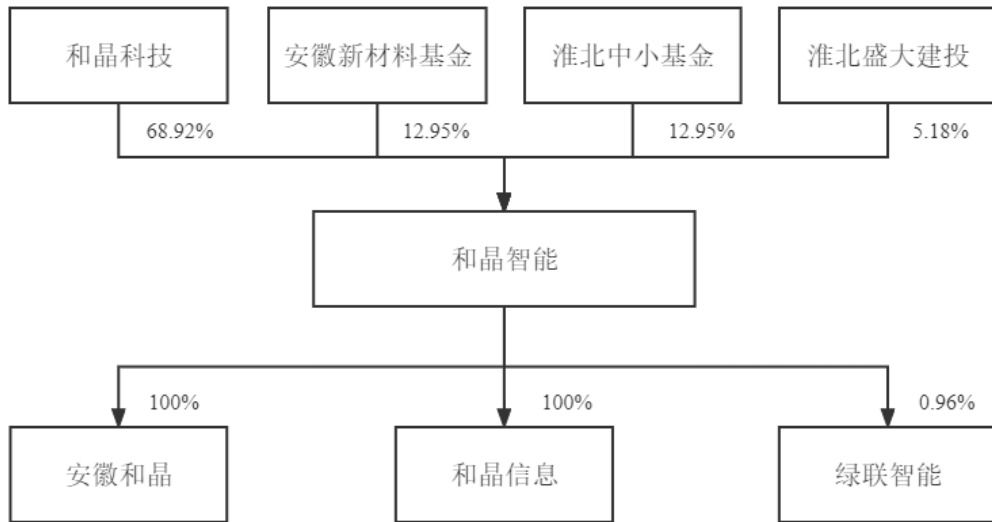 和晶科技
安徽新材料基金
淮北中小基金
淮北盛大建投
68.92%
12.95%
12.95%
5.18%
和晶智能
100%
100%
0.96%
安徽和晶
和晶信息
绿联智能